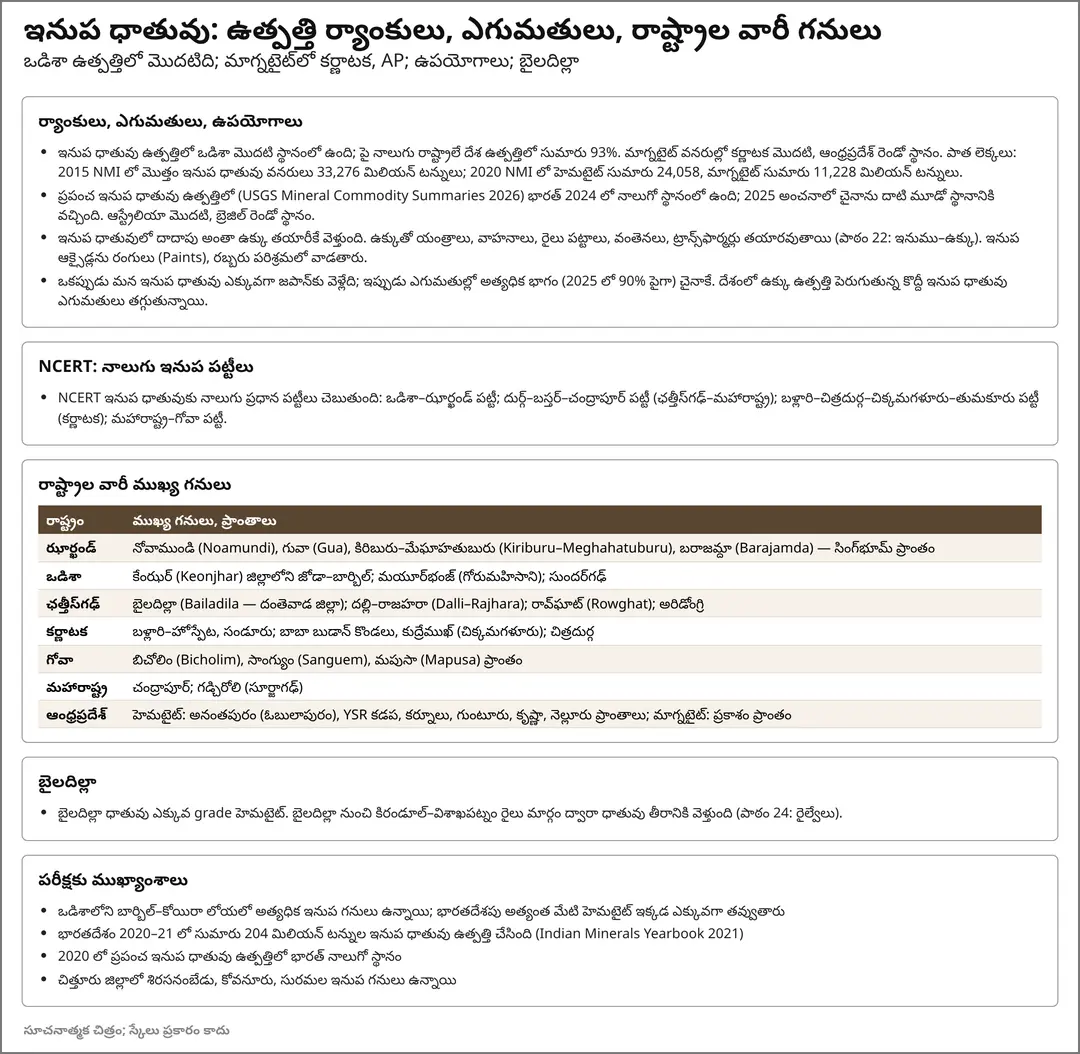 ఇనుప ధాతువు: ఉత్పత్తి ర్యాంకులు, ఎగుమతులు, రాష్ట్రాల వారీ గనులు
ఒడిశా ఉత్పత్తిలో మొదటిది; మాగ్నటైట్‌లో కర్ణాటక, AP; ఉపయోగాలు; బైలదిల్లా
ర్యాంకులు, ఎగుమతులు, ఉపయోగాలు
• ఇనుప ధాతువు ఉత్పత్తిలో ఒడిశా మొదటి స్థానంలో ఉంది; పై నాలుగు రాష్ట్రాలే దేశ ఉత్పత్తిలో సుమారు 93%. మాగ్నటైట్ వనరుల్లో కర్ణాటక మొదటి, ఆంధ్రప్రదేశ్ రెండో స్థానం. పాత లెక్కలు:
2015 NMI లో మొత్తం ఇనుప ధాతువు వనరులు 33,276 మిలియన్ టన్నులు; 2020 NMI లో హెమటైట్ సుమారు 24,058, మాగ్నటైట్ సుమారు 11,228 మిలియన్ టన్నులు.
• ప్రపంచ ఇనుప ధాతువు ఉత్పత్తిలో (USGS Mineral Commodity Summaries 2026) భారత్ 2024 లో నాలుగో స్థానంలో ఉంది; 2025 అంచనాలో చైనాను దాటి మూడో స్థానానికి
వచ్చింది. ఆస్ట్రేలియా మొదటి, బ్రెజిల్ రెండో స్థానం.
• ఇనుప ధాతువులో దాదాపు అంతా ఉక్కు తయారీకే వెళ్తుంది. ఉక్కుతో యంత్రాలు, వాహనాలు, రైలు పట్టాలు, వంతెనలు, ట్రాన్స్‌ఫార్మర్లు తయారవుతాయి (పాఠం 22: ఇనుము–ఉక్కు). ఇనుప
ఆక్సైడ్లను రంగులు (Paints), రబ్బరు పరిశ్రమలో వాడతారు.
• ఒకప్పుడు మన ఇనుప ధాతువు ఎక్కువగా జపాన్‌కు వెళ్లేది; ఇప్పుడు ఎగుమతుల్లో అత్యధిక భాగం (2025 లో 90% పైగా) చైనాకే. దేశంలో ఉక్కు ఉత్పత్తి పెరుగుతున్న కొద్దీ ఇనుప ధాతువు
ఎగుమతులు తగ్గుతున్నాయి.
NCERT: నాలుగు ఇనుప పట్టీలు
• NCERT ఇనుప ధాతువుకు నాలుగు ప్రధాన పట్టీలు చెబుతుంది: ఒడిశా–ఝార్ఖండ్ పట్టీ; దుర్గ్–బస్తర్–చంద్రాపూర్ పట్టీ (ఛత్తీస్‌గఢ్–మహారాష్ట్ర); బళ్లారి–చిత్రదుర్గ–చిక్కమగళూరు–తుమకూరు పట్టీ
(కర్ణాటక); మహారాష్ట్ర–గోవా పట్టీ.
రాష్ట్రాల వారీ ముఖ్య గనులు
రాష్ట్రం ముఖ్య గనులు, ప్రాంతాలు
ఝార్ఖండ్ నోవాముండి (Noamundi), గువా (Gua), కిరిబురు–మేఘాహతుబురు (Kiriburu–Meghahatuburu), బరాజమ్దా (Barajamda) — సింగ్‌భూమ్ ప్రాంతం
ఒడిశా కేంఝర్ (Keonjhar) జిల్లాలోని జోడా–బార్బిల్; మయూర్‌భంజ్ (గోరుమహిసాని); సుందర్‌గఢ్
ఛత్తీస్‌గఢ్ బైలదిల్లా (Bailadila — దంతెవాడ జిల్లా); దల్లి–రాజహరా (Dalli–Rajhara); రావ్‌ఘాట్ (Rowghat); అరిడోంగ్రి
కర్ణాటక బళ్లారి–హోస్పేట, సండూరు; బాబా బుడాన్ కొండలు, కుద్రేముఖ్ (చిక్కమగళూరు); చిత్రదుర్గ
గోవా బిచోలిం (Bicholim), సాంగ్యుం (Sanguem), మపుసా (Mapusa) ప్రాంతం
మహారాష్ట్ర చంద్రాపూర్; గడ్చిరోలి (సూర్జాగఢ్)
ఆంధ్రప్రదేశ్ హెమటైట్: అనంతపురం (ఓబులాపురం), YSR కడప, కర్నూలు, గుంటూరు, కృష్ణా, నెల్లూరు ప్రాంతాలు; మాగ్నటైట్: ప్రకాశం ప్రాంతం
బైలదిల్లా
• బైలదిల్లా ధాతువు ఎక్కువ grade హెమటైట్. బైలదిల్లా నుంచి కిరండూల్–విశాఖపట్నం రైలు మార్గం ద్వారా ధాతువు తీరానికి వెళ్తుంది (పాఠం 24: రైల్వేలు).
పరీక్షకు ముఖ్యాంశాలు
• ఒడిశాలోని బార్బిల్–కోయిరా లోయలో అత్యధిక ఇనుప గనులు ఉన్నాయి; భారతదేశపు అత్యంత మేటి హెమటైట్ ఇక్కడ ఎక్కువగా తవ్వుతారు
• భారతదేశం 2020–21 లో సుమారు 204 మిలియన్ టన్నుల ఇనుప ధాతువు ఉత్పత్తి చేసింది (Indian Minerals Yearbook 2021)
• 2020 లో ప్రపంచ ఇనుప ధాతువు ఉత్పత్తిలో భారత్ నాలుగో స్థానం
• చిత్తూరు జిల్లాలో శిరసనంబేడు, కోవనూరు, సురమల ఇనుప గనులు ఉన్నాయి
సూచనాత్మక చిత్రం; స్కేలు ప్రకారం కాదు